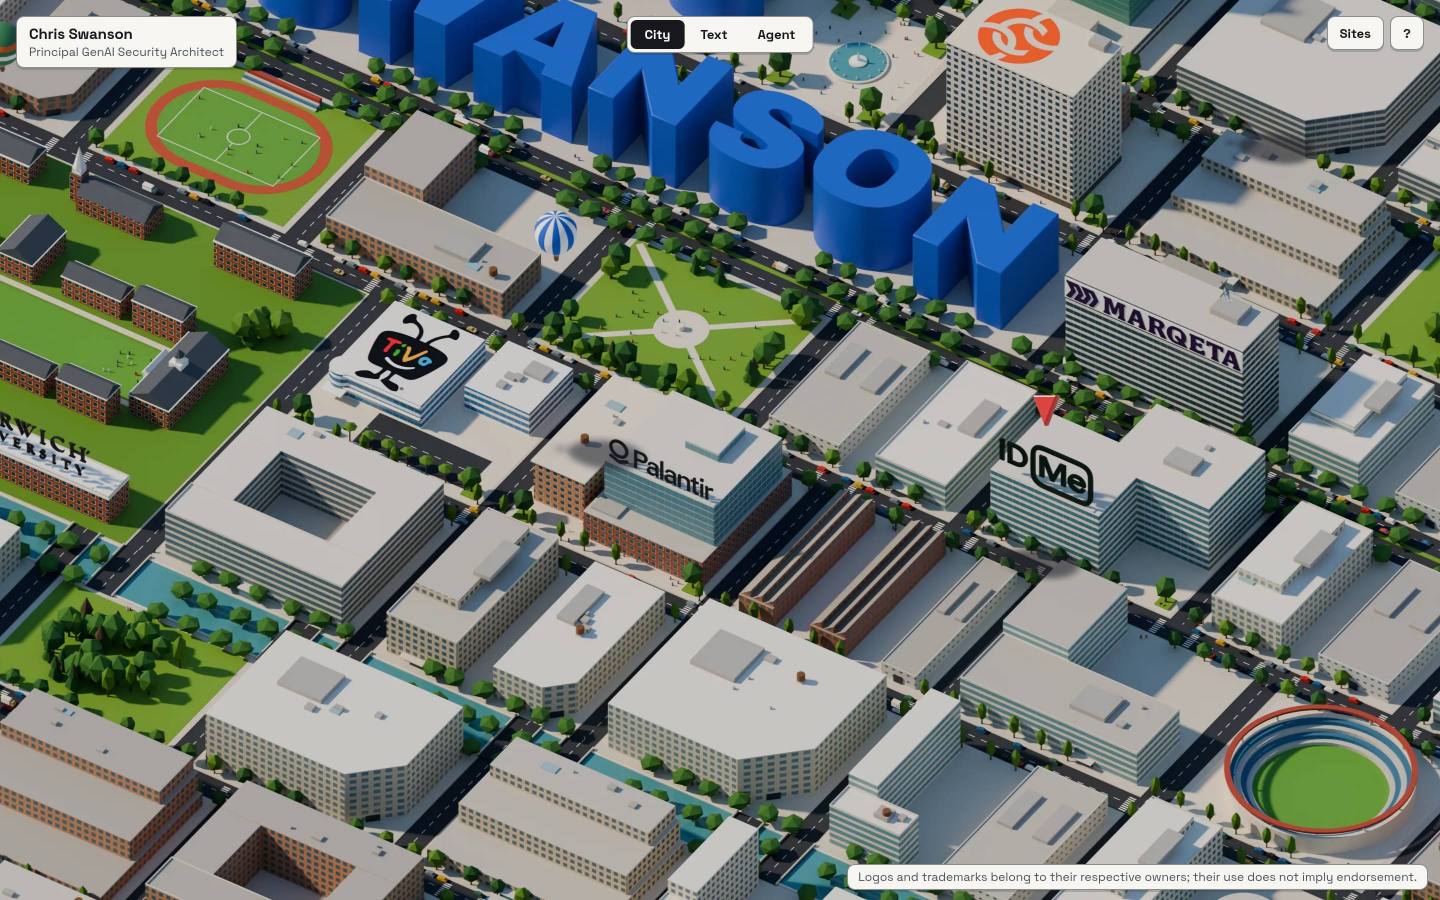 Chris Swanson
Principal GenAI Security Architect
City
Text
Agent
Sites
?
WANSON
MARQETA
TiVo
Palantir
ID Me
RWICH
VERSITY
Logos and trademarks belong to their respective owners; their use does not imply endorsement.